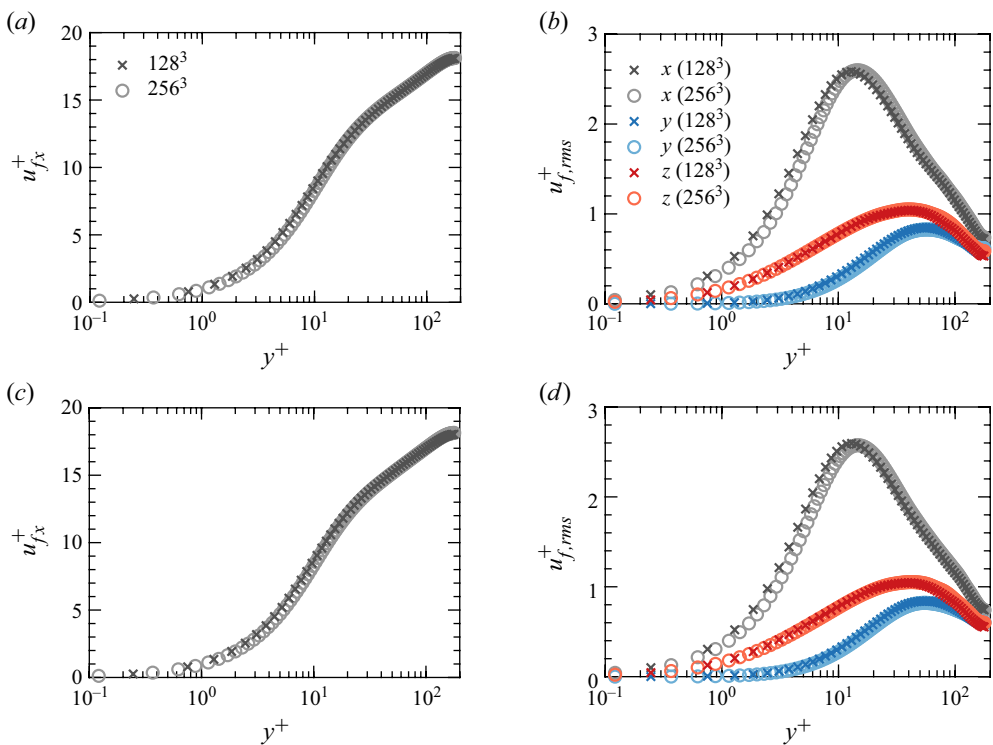 (a)
20
15
10
5
0
u⁺fx
10⁻¹
10⁰
10¹
10²
y⁺
× 128³
○ 256³
(b)
3
2
1
0
u⁺f,rms
10⁻¹
10⁰
10¹
10²
y⁺
× x (128³)
○ x (256³)
× y (128³)
○ y (256³)
× z (128³)
○ z (256³)
(c)
20
15
10
5
0
u⁺fx
10⁻¹
10⁰
10¹
10²
y⁺
(d)
3
2
1
0
u⁺f,rms
10⁻¹
10⁰
10¹
10²
y⁺